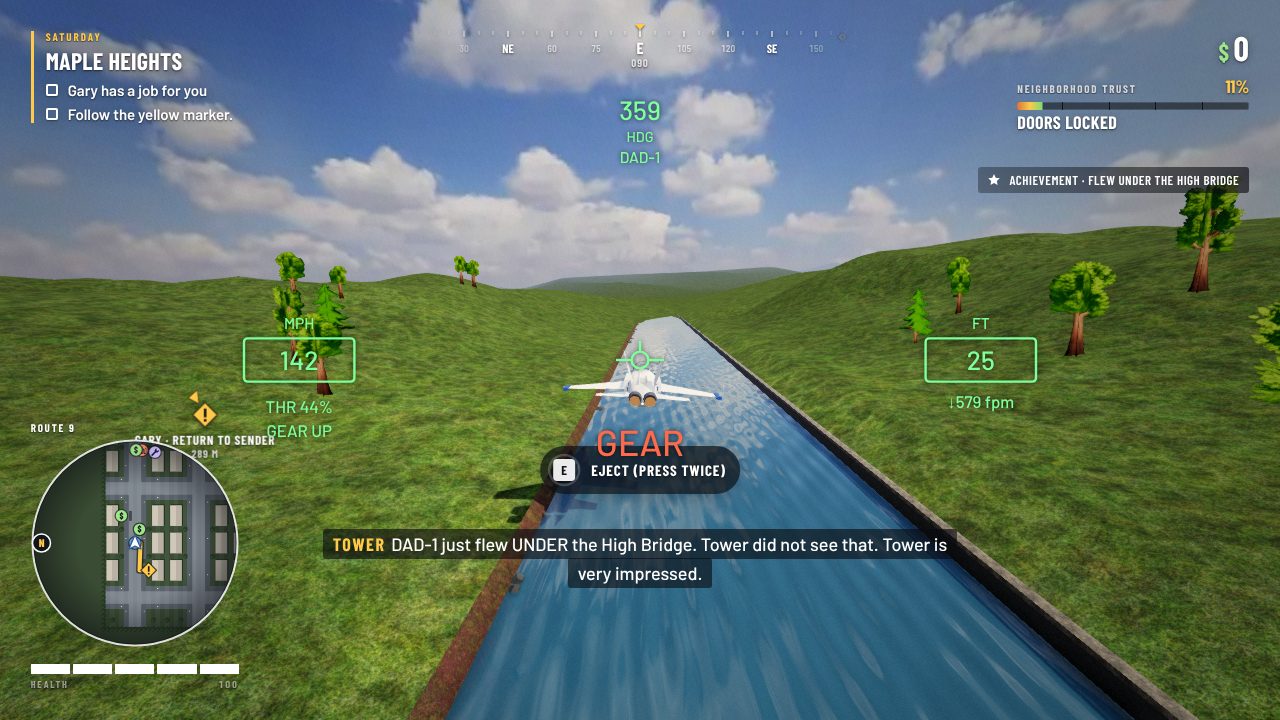 SATURDAY
MAPLE HEIGHTS
Gary has a job for you
Follow the yellow marker.
30 NE 60 75 E 105 120 SE 150
090
359
HDG
DAD-1
$0
NEIGHBORHOOD TRUST 11%
DOORS LOCKED
ACHIEVEMENT · FLEW UNDER THE HIGH BRIDGE
MPH
142
THR 44%
GEAR UP
FT
25
↓579 fpm
GEAR
E EJECT (PRESS TWICE)
ROUTE 9
GARY · RETURN TO SENDER
289 M
N
TOWER DAD-1 just flew UNDER the High Bridge. Tower did not see that. Tower is
very impressed.
HEALTH 100